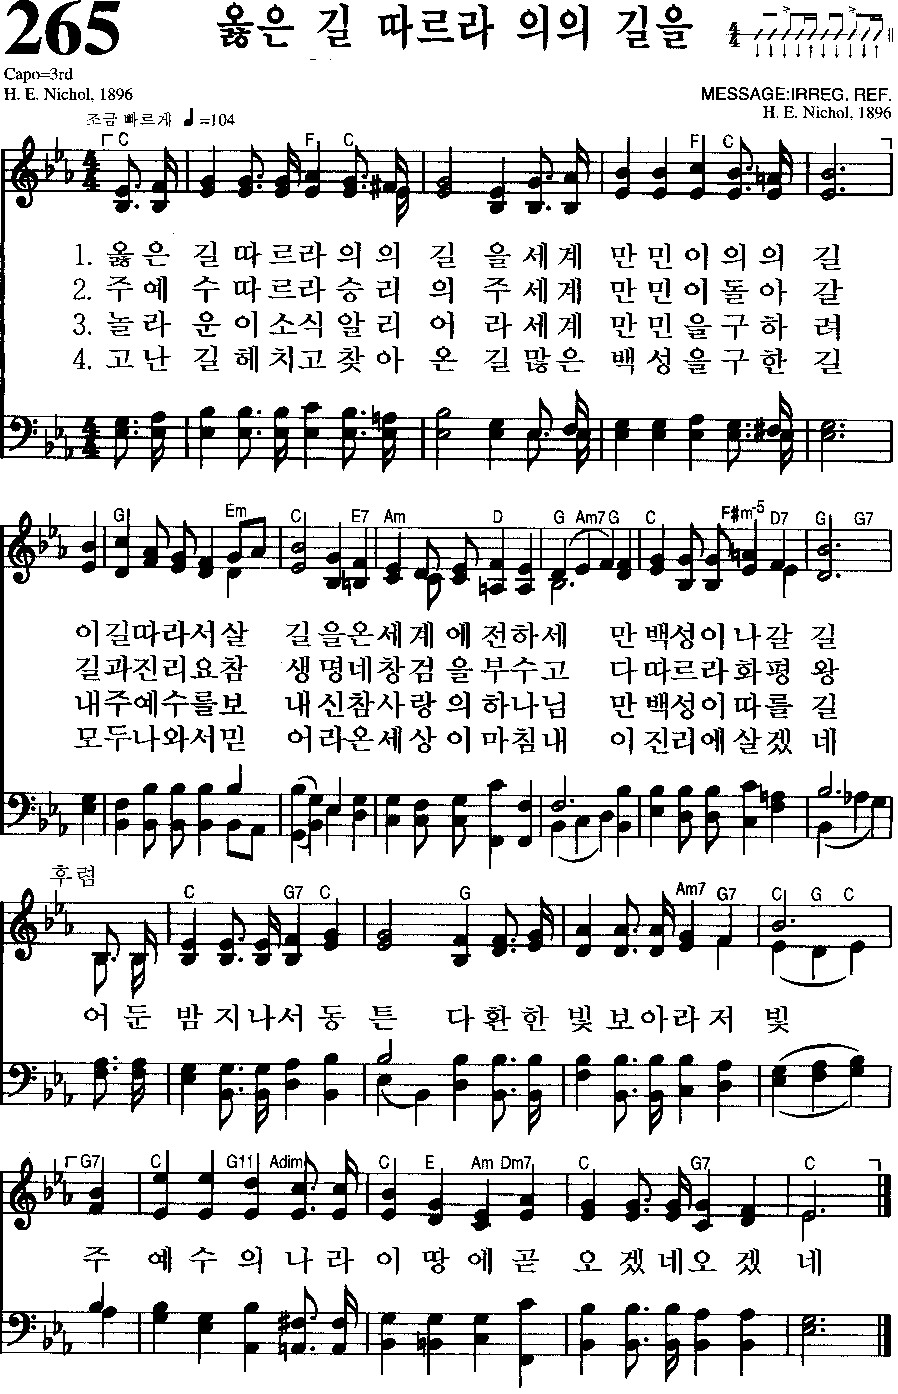 265 옳은 길 따르라 의의 길을
Capo=3rd
H. E. Nichol, 1896
MESSAGE:IRREG. REF.
H. E. Nichol, 1896
조금 빠르게 ♩=104
C F C F C
1. 옳은 길 따르라 의의 길 을세계 만민이의의 길
2. 주예 수 따르라 승리 의 주세계 만민이돌아 갈
3. 놀라 운 이소식 알리 어 라세계 만민을구하 려
4. 고난 길 헤치고 찾아 온 길많은 백성을구한 길
G Em C E7 Am D G Am7 G C F#m-5 D7 G G7
이길따라서살 길을온세계에전하세 만백성이나갈 길
길과진리요참 생명네창검을부수고 다따르라화평 왕
내주예수를보 내신참사랑의하나님 만백성이따를 길
모두나와서믿 어라온세상이마침내 이진리에살겠 네
후렴
C G7 C G Am7 G7 C G C
어둔 밤 지나서 동 튼 다환한 빛 보아라저 빛
G7 C G11 Adim C E Am Dm7 G7 C
주 예 수 의 나 라 이 땅 에 곧 오 겠 네오 겠 네